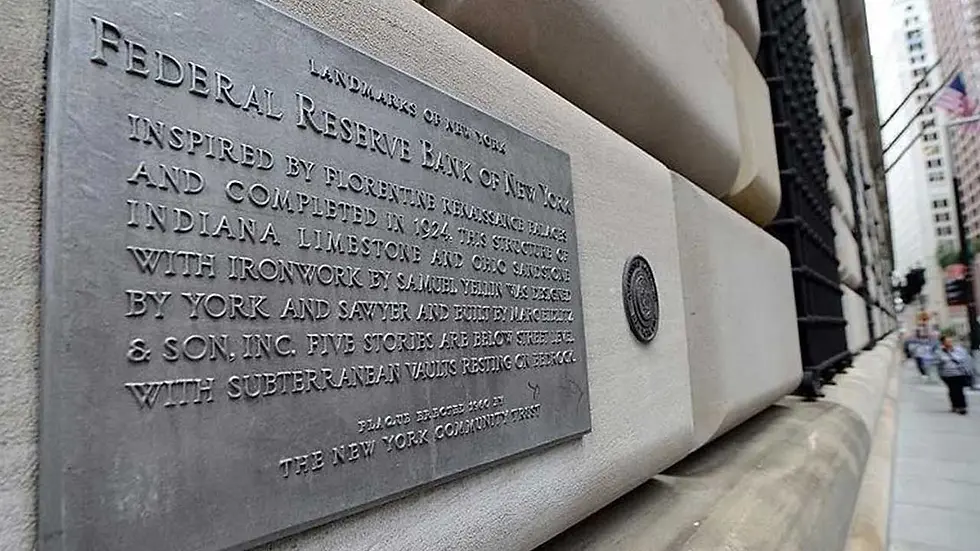 LANDMARKS OF NEW YORK
FEDERAL RESERVE BANK OF NEW YORK
INSPIRED BY FLORENTINE RENAISSANCE PALACES
AND COMPLETED IN 1924, THIS STRUCTURE OF
INDIANA LIMESTONE AND OHIO SANDSTONE
WITH IRONWORK BY SAMUEL YELLIN WAS DESIGNED
BY YORK AND SAWYER AND BUILT BY MARC EIDLITZ
& SON, INC. FIVE STORIES ARE BELOW STREET LEVEL
WITH SUBTERRANEAN VAULTS RESTING ON BEDROCK.
PLAQUE ERECTED 1960 BY
THE NEW YORK COMMUNITY TRUST